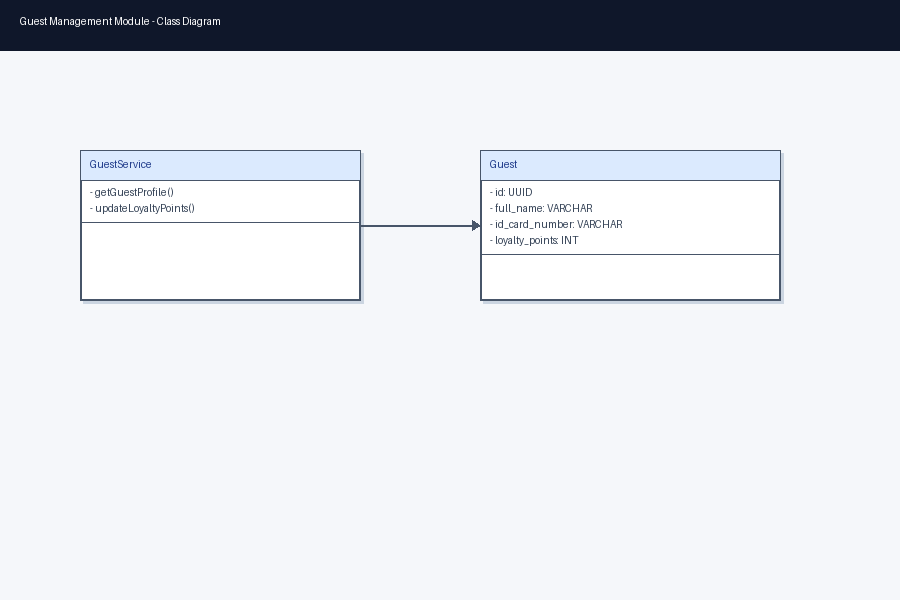 Guest Management Module - Class Diagram
GuestService
- getGuestProfile()
- updateLoyaltyPoints()
Guest
- id: UUID
- full_name: VARCHAR
- id_card_number: VARCHAR
- loyalty_points: INT